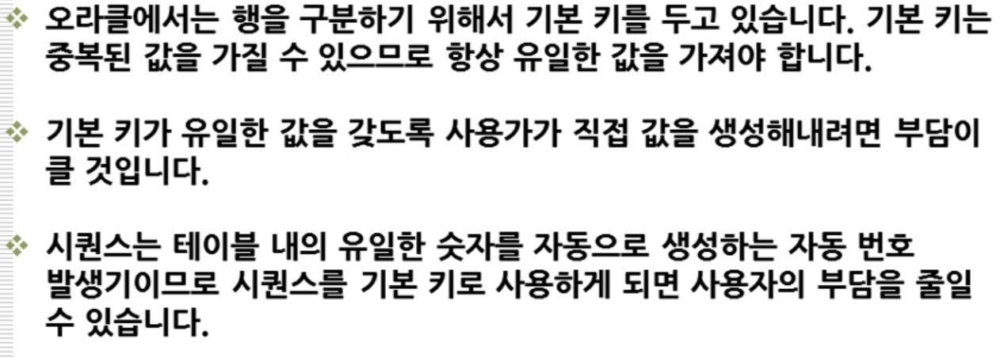 오라클에서는 행을 구분하기 위해서 기본 키를 두고 있습니다. 기본 키는
중복된 값을 가질 수 있으므로 항상 유일한 값을 가져야 합니다.
기본 키가 유일한 값을 갖도록 사용가가 직접 값을 생성해내려면 부담이
클 것입니다.
시퀀스는 테이블 내의 유일한 숫자를 자동으로 생성하는 자동 번호
발생기이므로 시퀀스를 기본 키로 사용하게 되면 사용자의 부담을 줄일
수 있습니다.